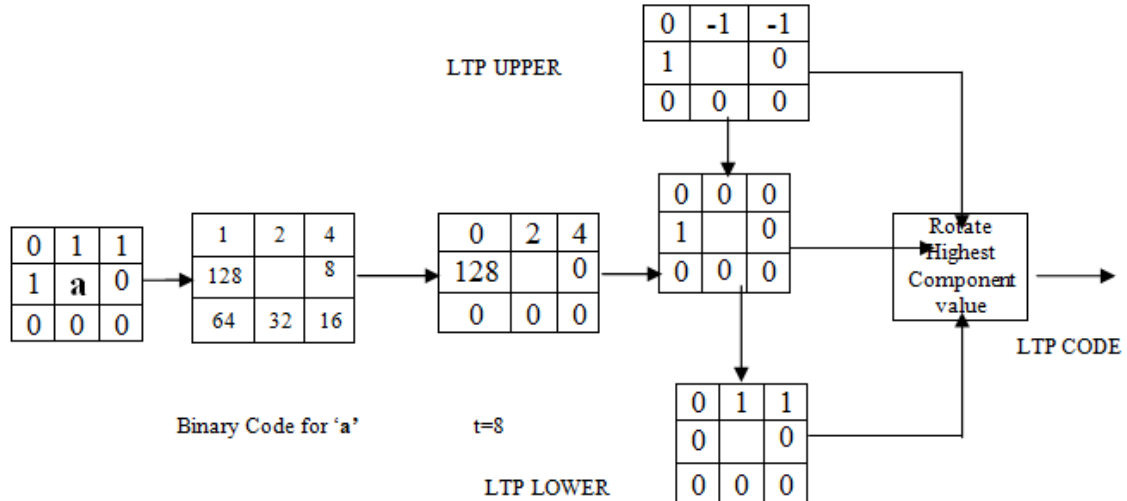 0 -1 -1
1 0
0 0 0
LTP UPPER
0 0 0
1 0
0 0 0
0 1 1
1 a 0
0 0 0
1 2 4
128 8
64 32 16
0 2 4
128 0
0 0 0
Rotate
Highest
Component
value
LTP CODE
0 1 1
0 0
0 0 0
Binary Code for ‘a’
t=8
LTP LOWER